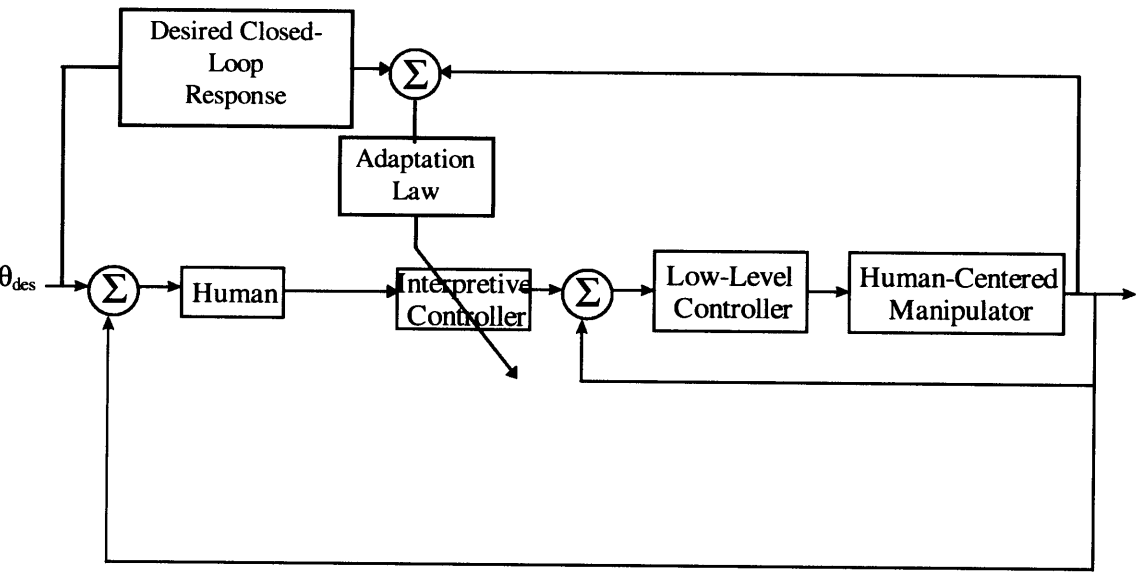 Desired Closed-
Loop
Response
Σ
Adaptation
Law
θdes
Σ
Human
Interpretive
Controller
Σ
Low-Level
Controller
Human-Centered
Manipulator